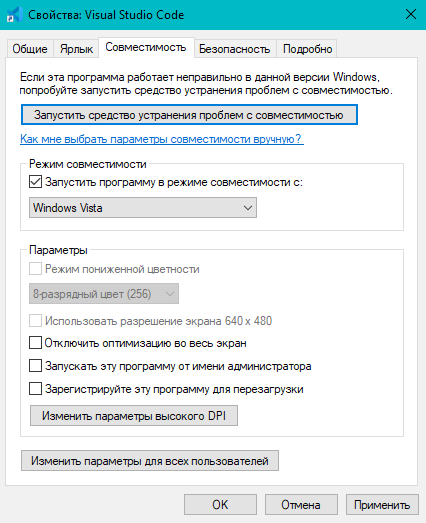 Свойства: Visual Studio Code
Общие Ярлык Совместимость Безопасность Подробно
Если эта программа работает неправильно в данной версии Windows,
попробуйте запустить средство устранения проблем с совместимостью.
Запустить средство устранения проблем с совместимостью
Как мне выбрать параметры совместимости вручную?
Режим совместимости
Запустить программу в режиме совместимости с:
Windows Vista
Параметры
Режим пониженной цветности
8-разрядный цвет (256)
Использовать разрешение экрана 640 x 480
Отключить оптимизацию во весь экран
Запускать эту программу от имени администратора
Зарегистрируйте эту программу для перезагрузки
Изменить параметры высокого DPI
Изменить параметры для всех пользователей
OK Отмена Применить